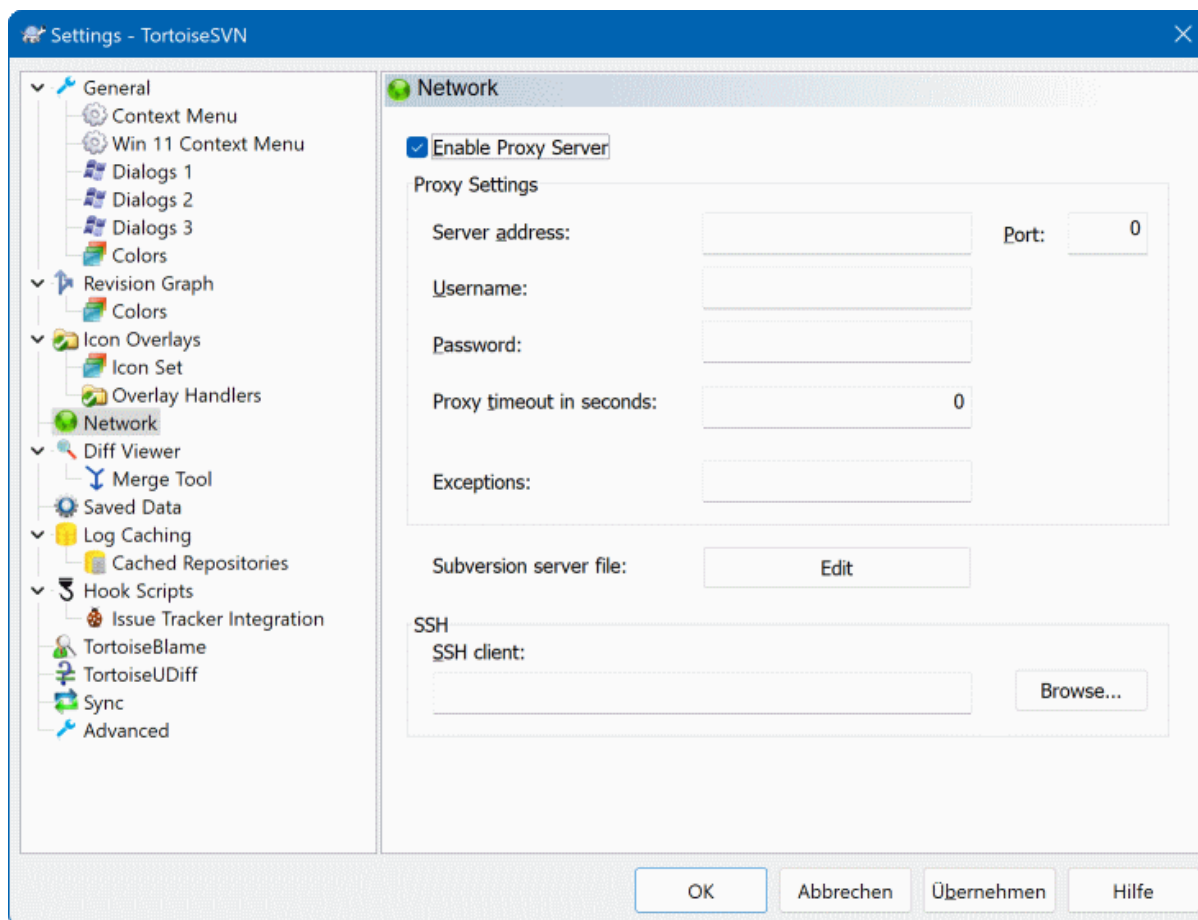 Settings - TortoiseSVN
General
Context Menu
Win 11 Context Menu
Dialogs 1
Dialogs 2
Dialogs 3
Colors
Revision Graph
Colors
Icon Overlays
Icon Set
Overlay Handlers
Network
Diff Viewer
Merge Tool
Saved Data
Log Caching
Cached Repositories
Hook Scripts
Issue Tracker Integration
TortoiseBlame
TortoiseUDiff
Sync
Advanced
Network
Enable Proxy Server
Proxy Settings
Server address:
Port: 0
Username:
Password:
Proxy timeout in seconds: 0
Exceptions:
Subversion server file: Edit
SSH
SSH client:
Browse...
OK Abbrechen Übernehmen Hilfe